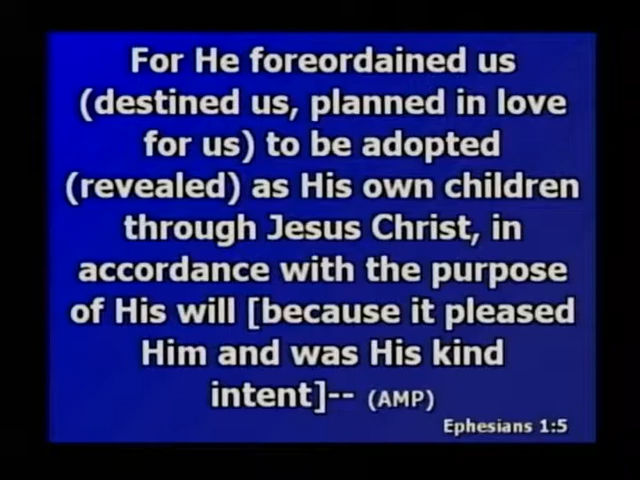 For He foreordained us
(destined us, planned in love
for us) to be adopted
(revealed) as His own children
through Jesus Christ, in
accordance with the purpose
of His will [because it pleased
Him and was His kind
intent]-- (AMP)
Ephesians 1:5